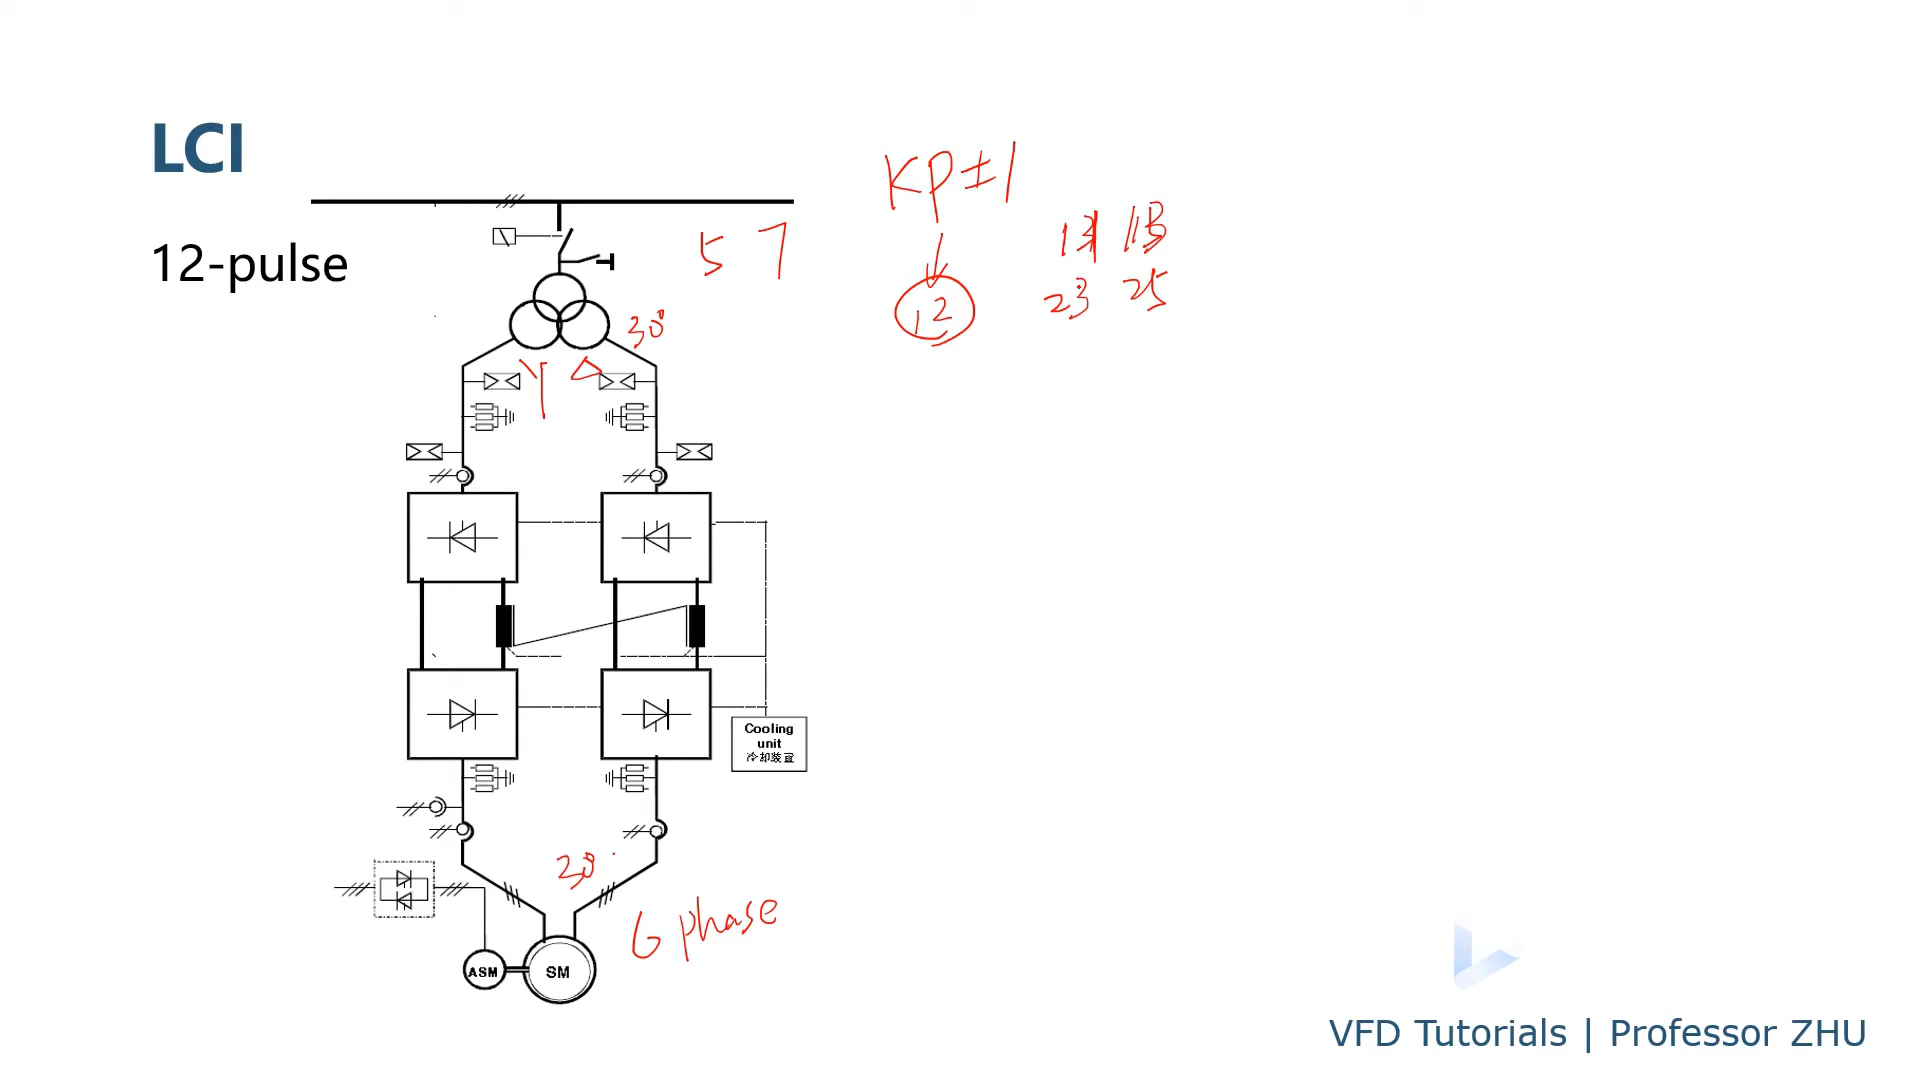 LCI
12-pulse
KP±1
5 7
12
11 13
23 25
30°
Y Δ
Cooling
unit
冷却装置
30°
6 phase
ASM
SM
VFD Tutorials | Professor ZHU